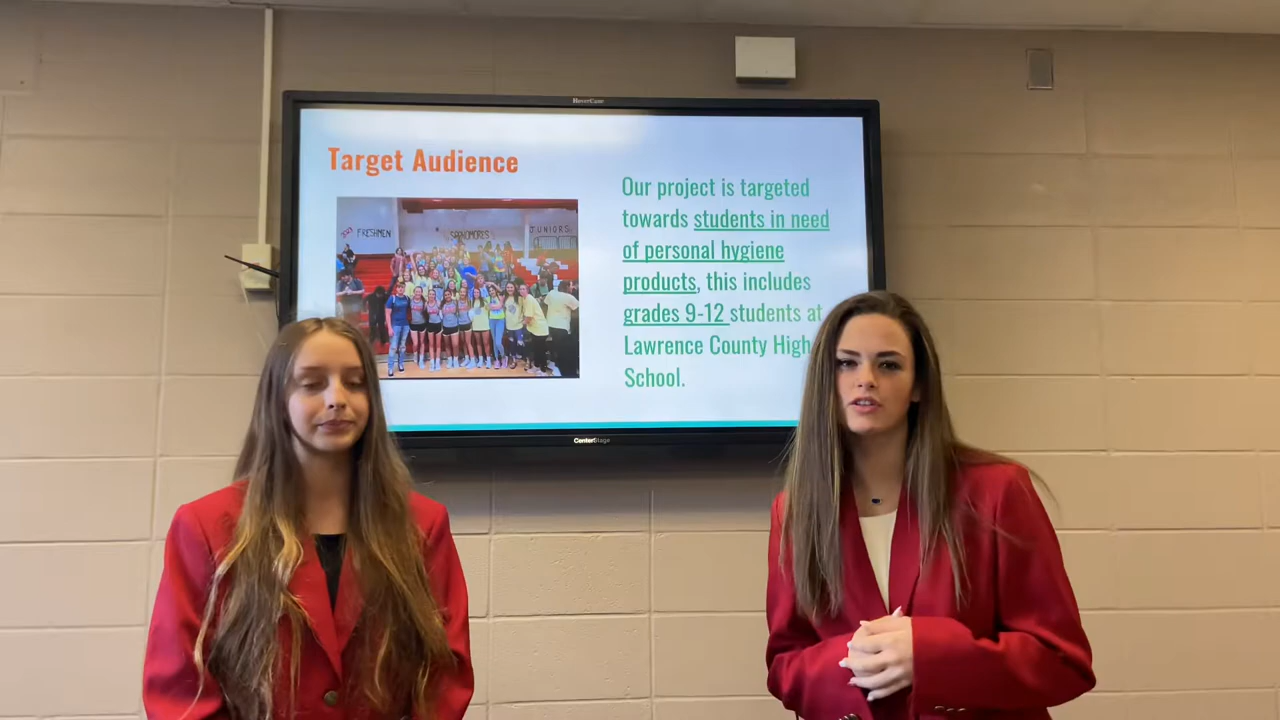 HoverCam
Target Audience
FRESHMEN
SOPHOMORES
JUNIORS
Our project is targeted
towards students in need
of personal hygiene
products, this includes
grades 9-12 students at
Lawrence County High
School.
CenterStage